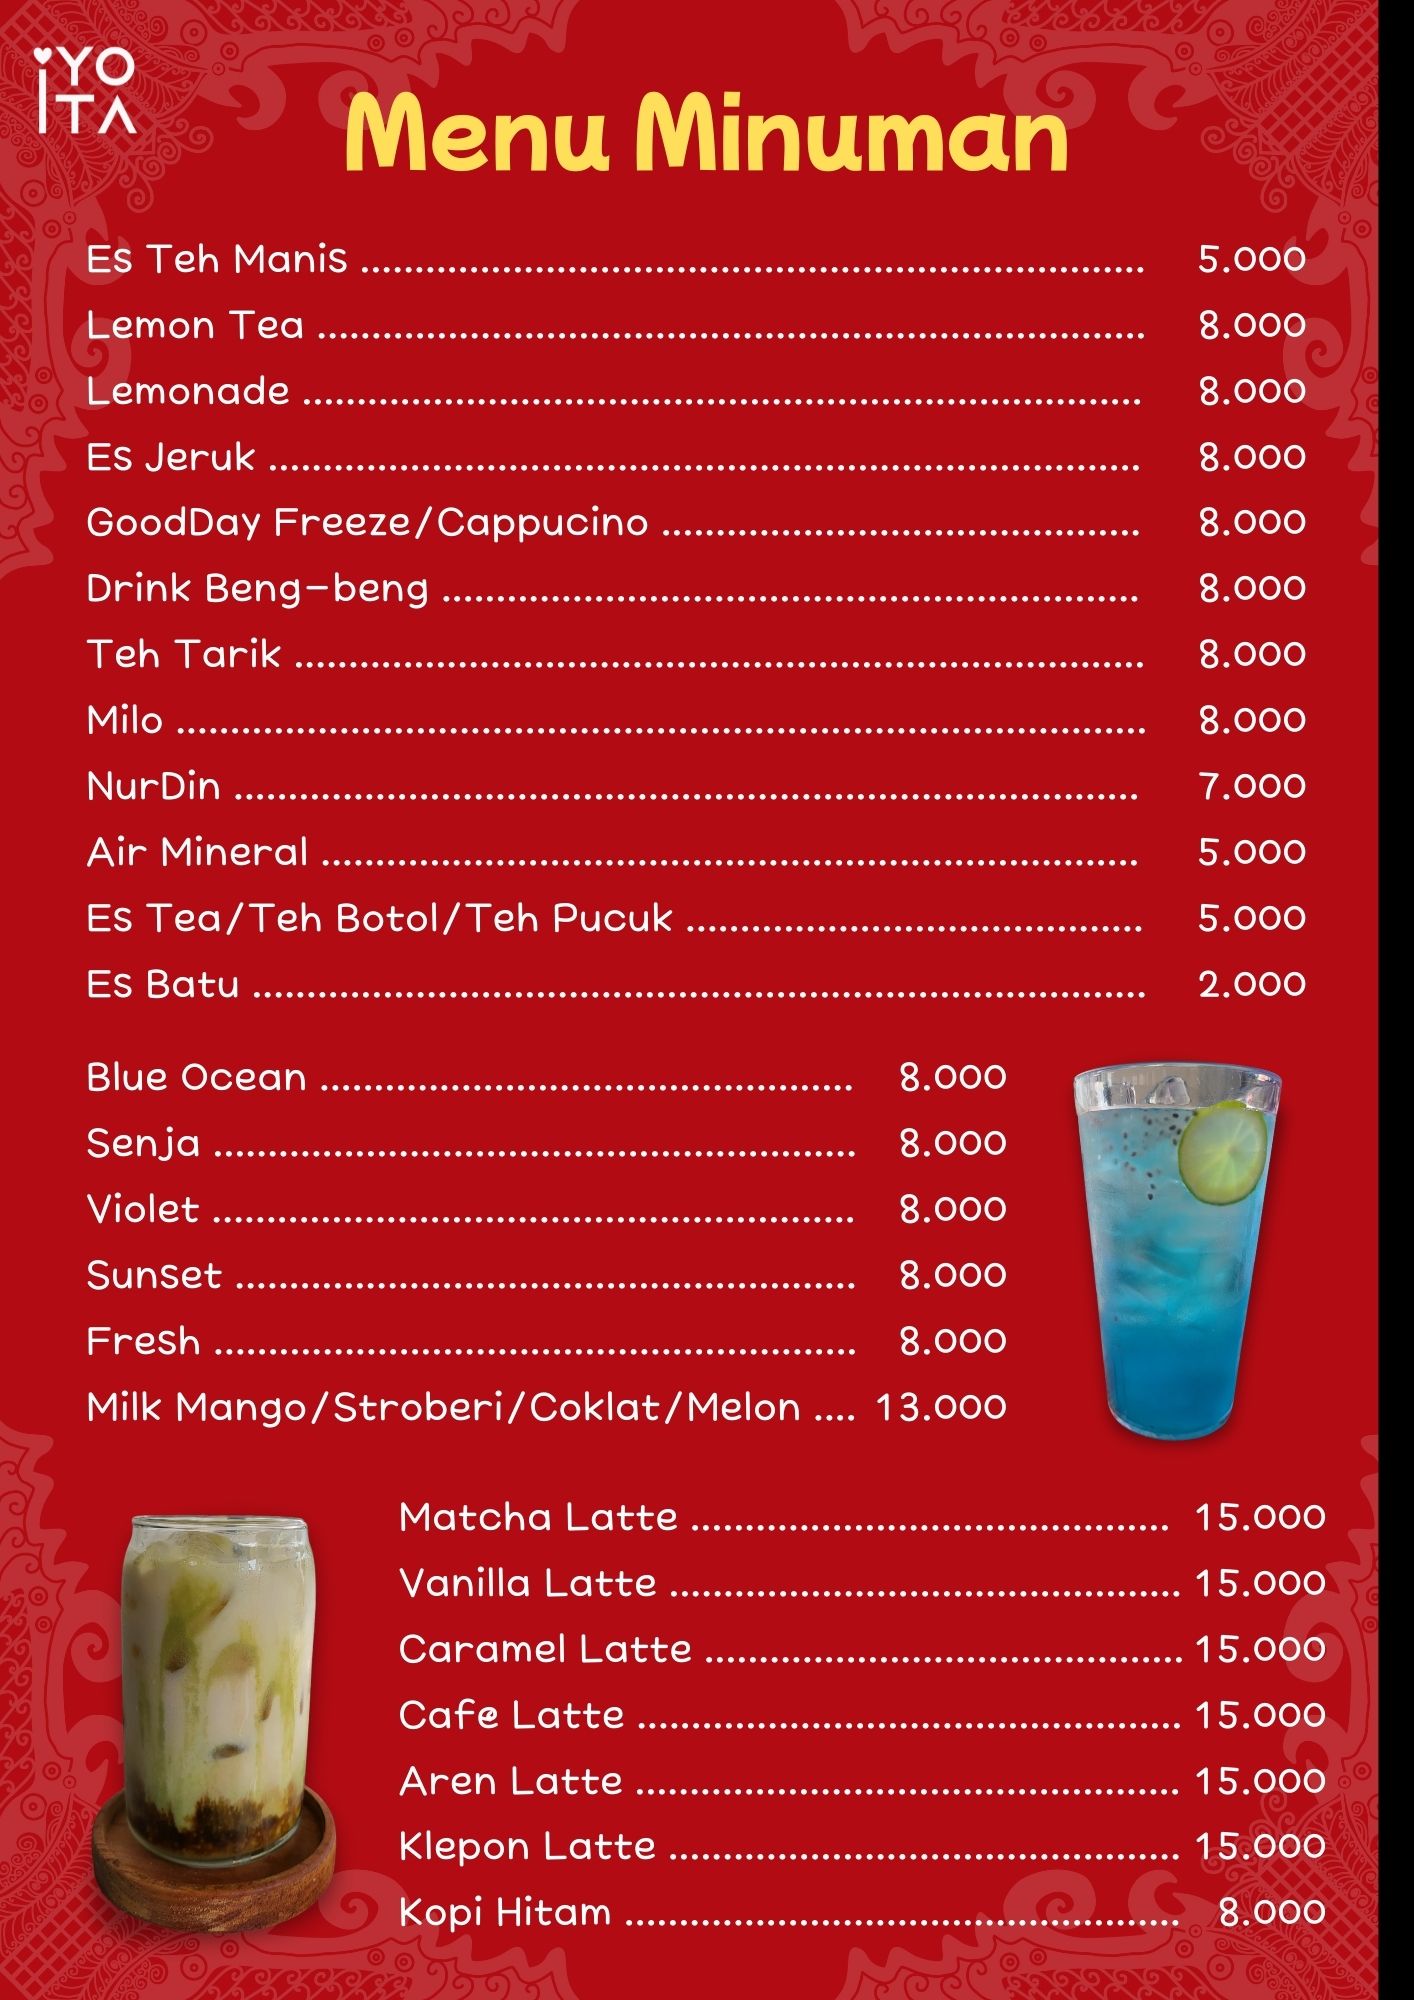 iYO
ITA
Menu Minuman
Es Teh Manis ........................................ 5.000
Lemon Tea ........................................ 8.000
Lemonade ........................................ 8.000
Es Jeruk ........................................ 8.000
GoodDay Freeze/Cappucino ........................................ 8.000
Drink Beng-beng ........................................ 8.000
Teh Tarik ........................................ 8.000
Milo ........................................ 8.000
NurDin ........................................ 7.000
Air Mineral ........................................ 5.000
Es Tea/Teh Botol/Teh Pucuk ........................................ 5.000
Es Batu ........................................ 2.000
Blue Ocean ........................................ 8.000
Senja ........................................ 8.000
Violet ........................................ 8.000
Sunset ........................................ 8.000
Fresh ........................................ 8.000
Milk Mango/Stroberi/Coklat/Melon .... 13.000
Matcha Latte ........................................ 15.000
Vanilla Latte ........................................ 15.000
Caramel Latte ........................................ 15.000
Cafe Latte ........................................ 15.000
Aren Latte ........................................ 15.000
Klepon Latte ........................................ 15.000
Kopi Hitam ........................................ 8.000